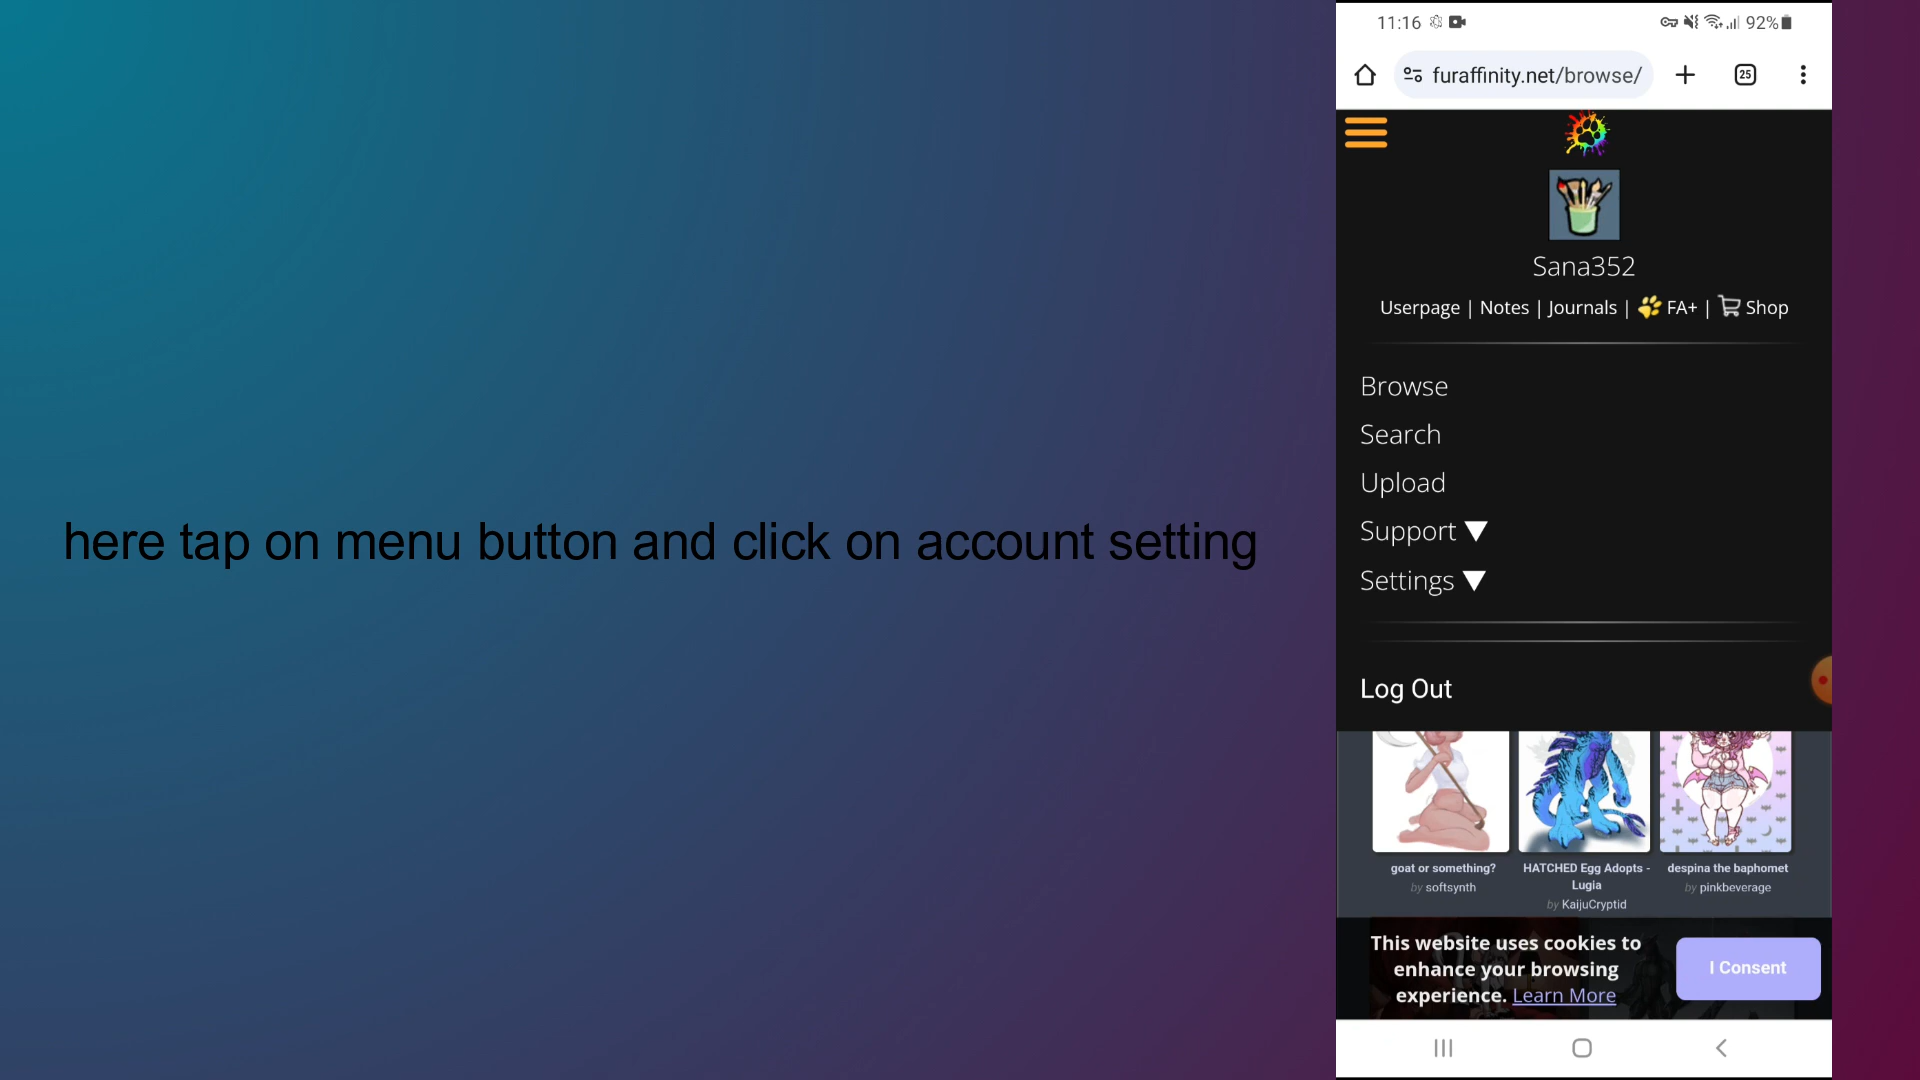 11:16
92%
furaffinity.net/browse/
25
Sana352
Userpage | Notes | Journals | FA+ | Shop
Browse
Search
Upload
Support ▼
Settings ▼
Log Out
here tap on menu button and click on account setting
goat or something?
by softsynth
HATCHED Egg Adopts -
Lugia
by KaijuCryptid
despina the baphomet
by pinkbeverage
This website uses cookies to
enhance your browsing
experience. Learn More
I Consent